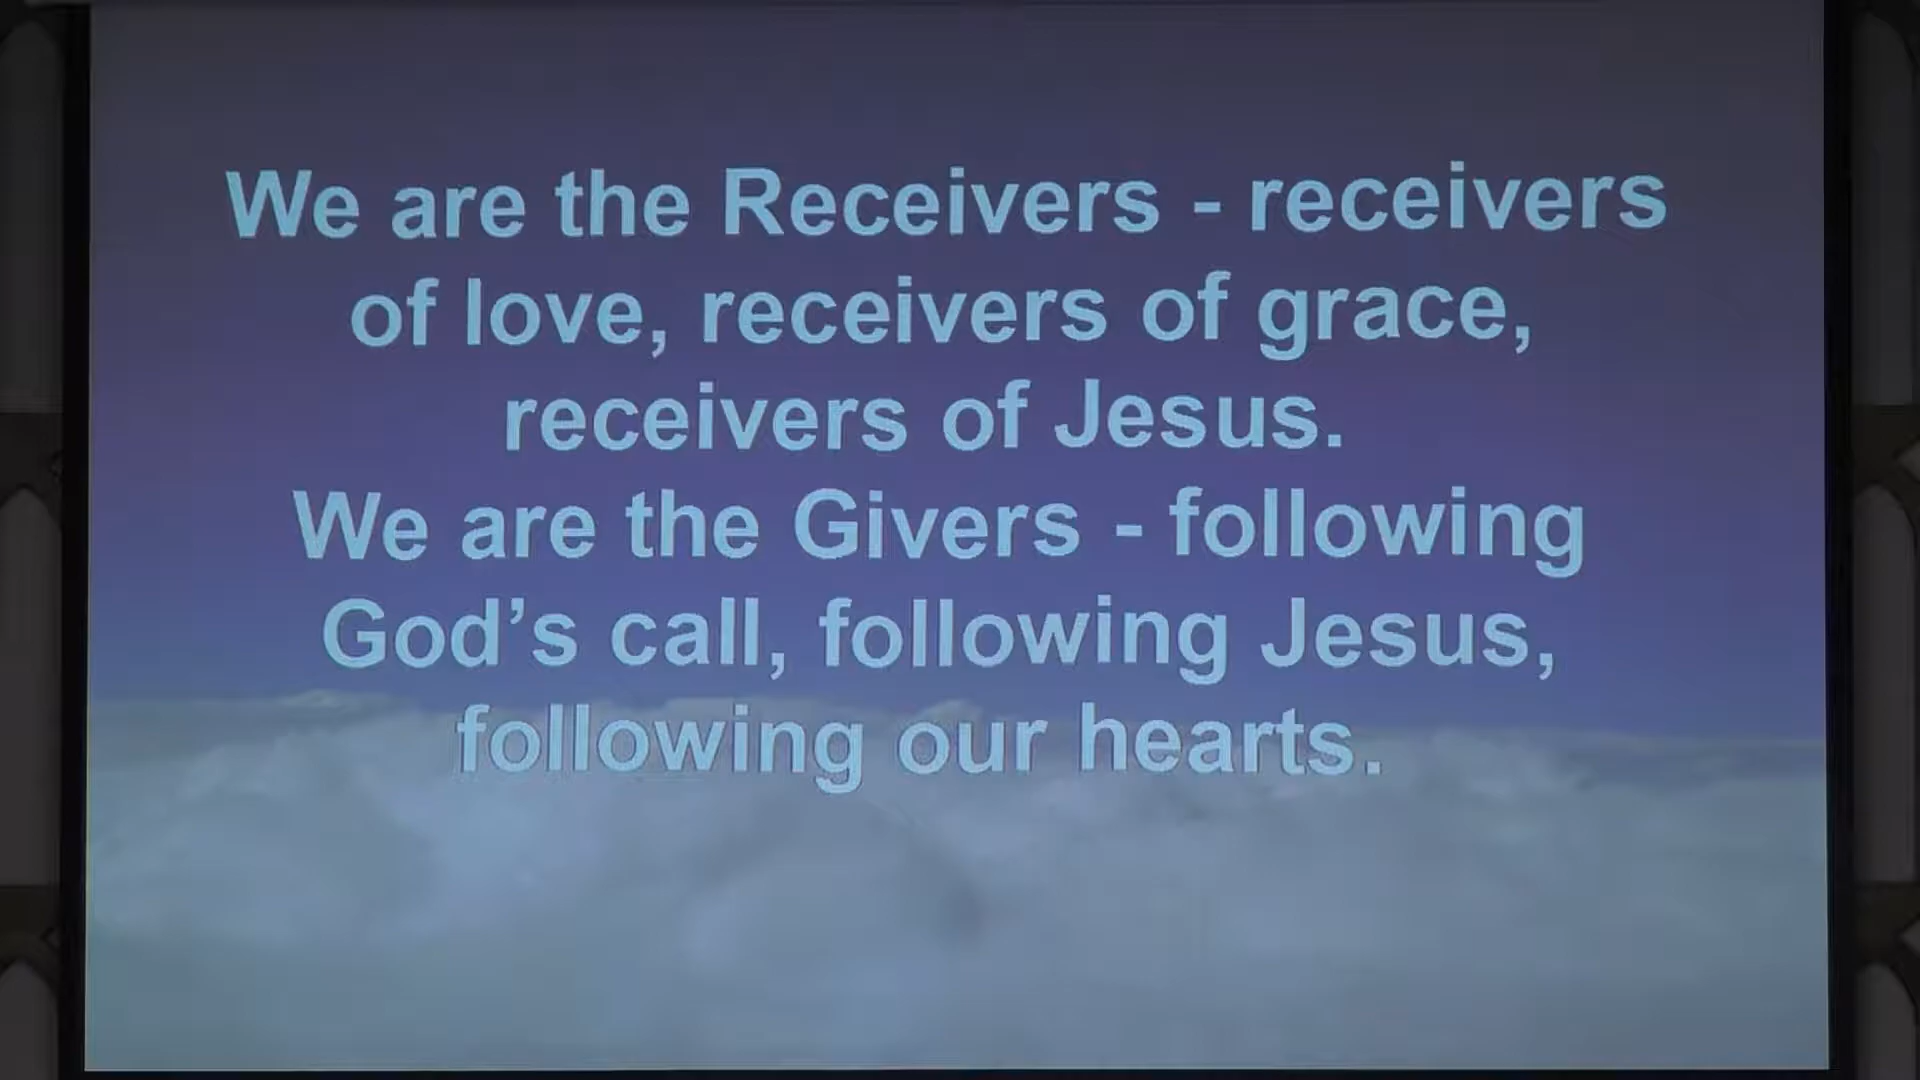 We are the Receivers - receivers
of love, receivers of grace,
receivers of Jesus.
We are the Givers - following
God’s call, following Jesus,
following our hearts.